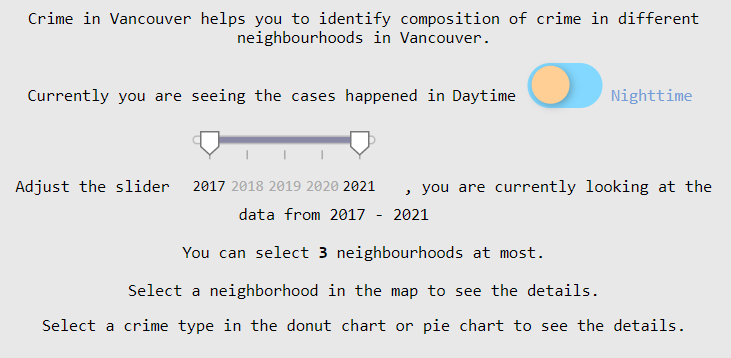 Crime in Vancouver helps you to identify composition of crime in different
neighbourhoods in Vancouver.
Currently you are seeing the cases happened in Daytime Nighttime
Adjust the slider 2017 2018 2019 2020 2021 , you are currently looking at the
data from 2017 - 2021
You can select 3 neighbourhoods at most.
Select a neighborhood in the map to see the details.
Select a crime type in the donut chart or pie chart to see the details.